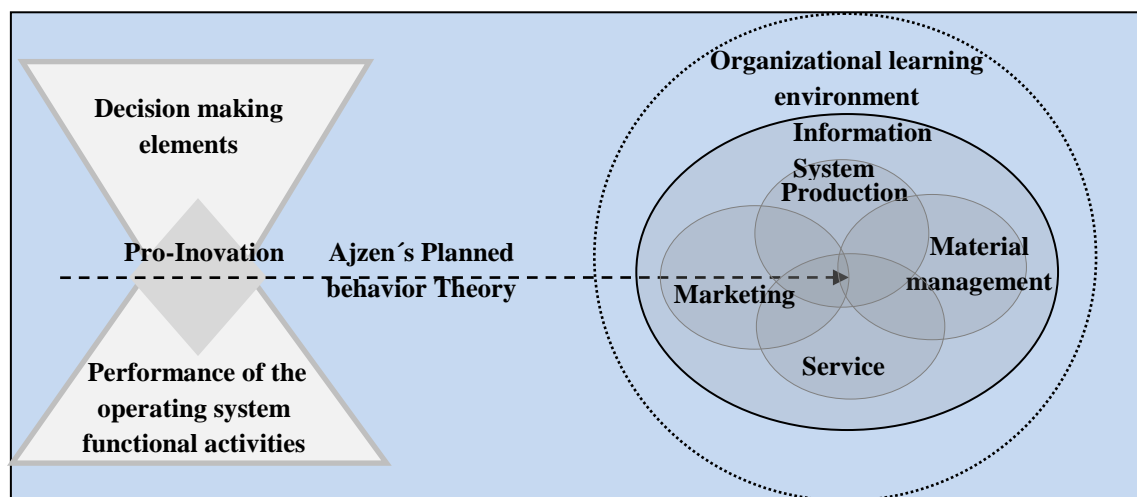 Decision making
elements
Pro-Inovation
Performance of the
operating system
functional activities
Ajzen´s Planned
behavior Theory
Organizational learning
environment
Information
System
Production
Material
management
Marketing
Service